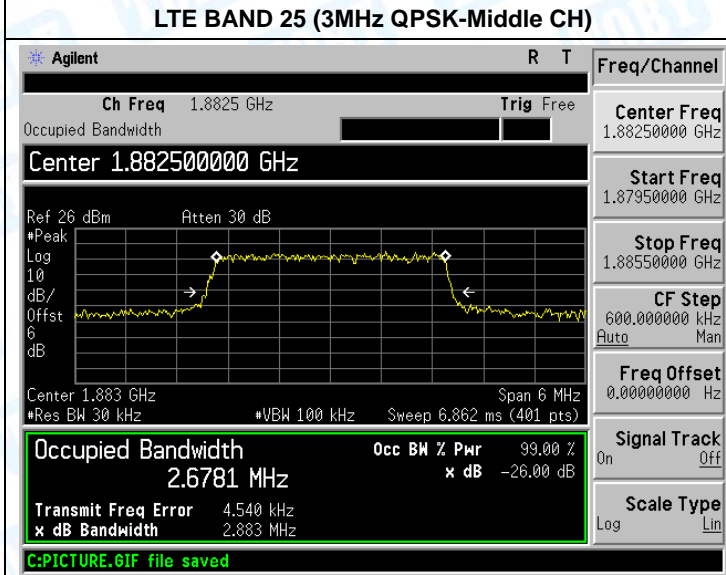 LTE BAND 25 (3MHz QPSK-Middle CH)
Agilent R T
Ch Freq 1.8825 GHz Trig Free
Occupied Bandwidth
Center 1.882500000 GHz
Ref 26 dBm Atten 30 dB
#Peak
Log
10
dB/
Offst
6
dB
Center 1.883 GHz Span 6 MHz
#Res BW 30 kHz #VBW 100 kHz Sweep 6.862 ms (401 pts)
Occupied Bandwidth Occ BW % Pwr 99.00 %
2.6781 MHz x dB -26.00 dB
Transmit Freq Error 4.540 kHz
x dB Bandwidth 2.883 MHz
C:PICTURE.GIF file saved
Freq/Channel
Center Freq
1.88250000 GHz
Start Freq
1.87950000 GHz
Stop Freq
1.88550000 GHz
CF Step
600.000000 kHz
Auto Man
Freq Offset
0.00000000 Hz
Signal Track
On Off
Scale Type
Log Lin